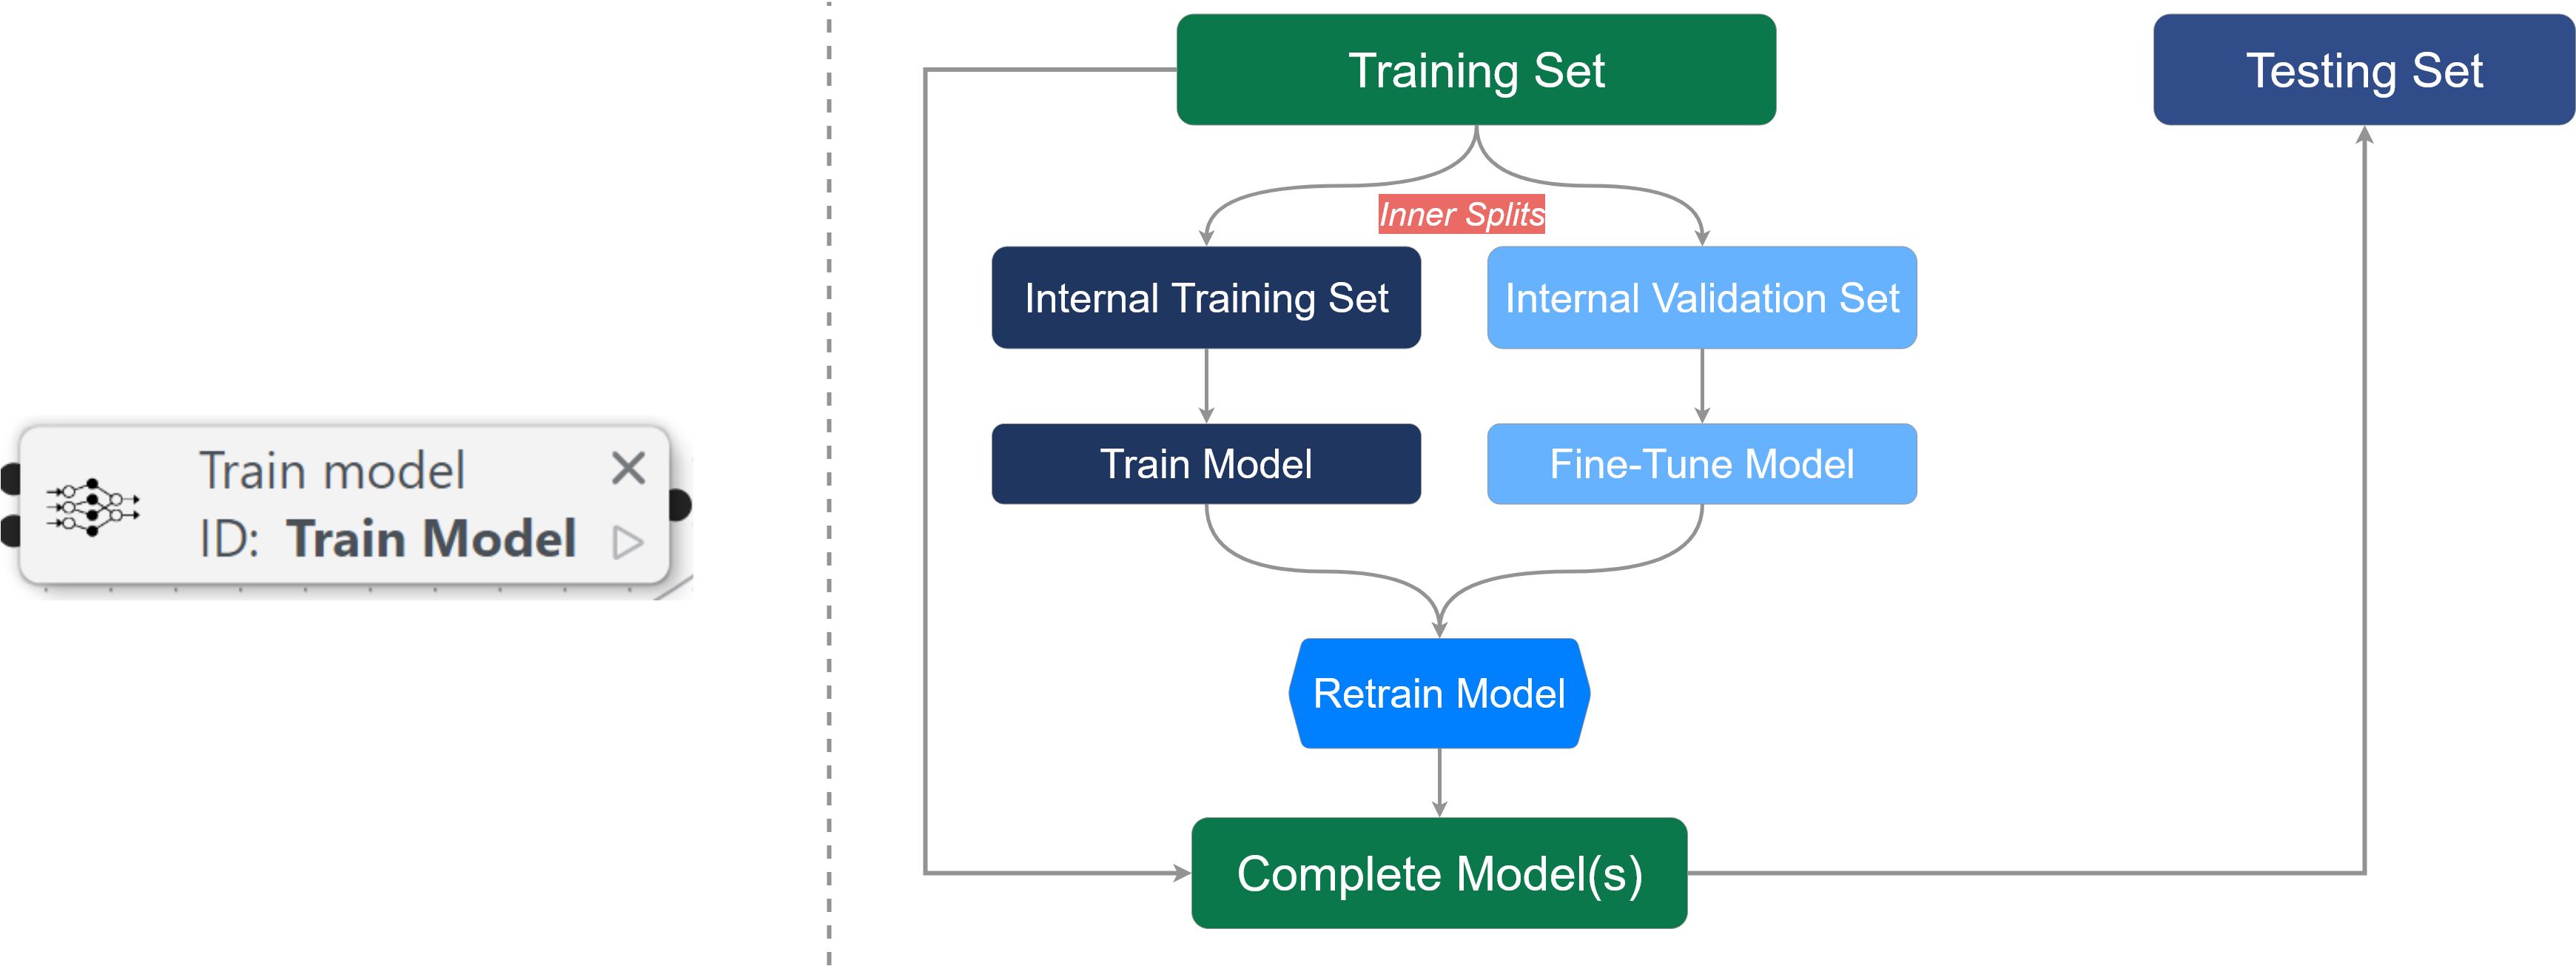 Train model
ID: Train Model
Training Set
Testing Set
Inner Splits
Internal Training Set
Internal Validation Set
Train Model
Fine-Tune Model
Retrain Model
Complete Model(s)